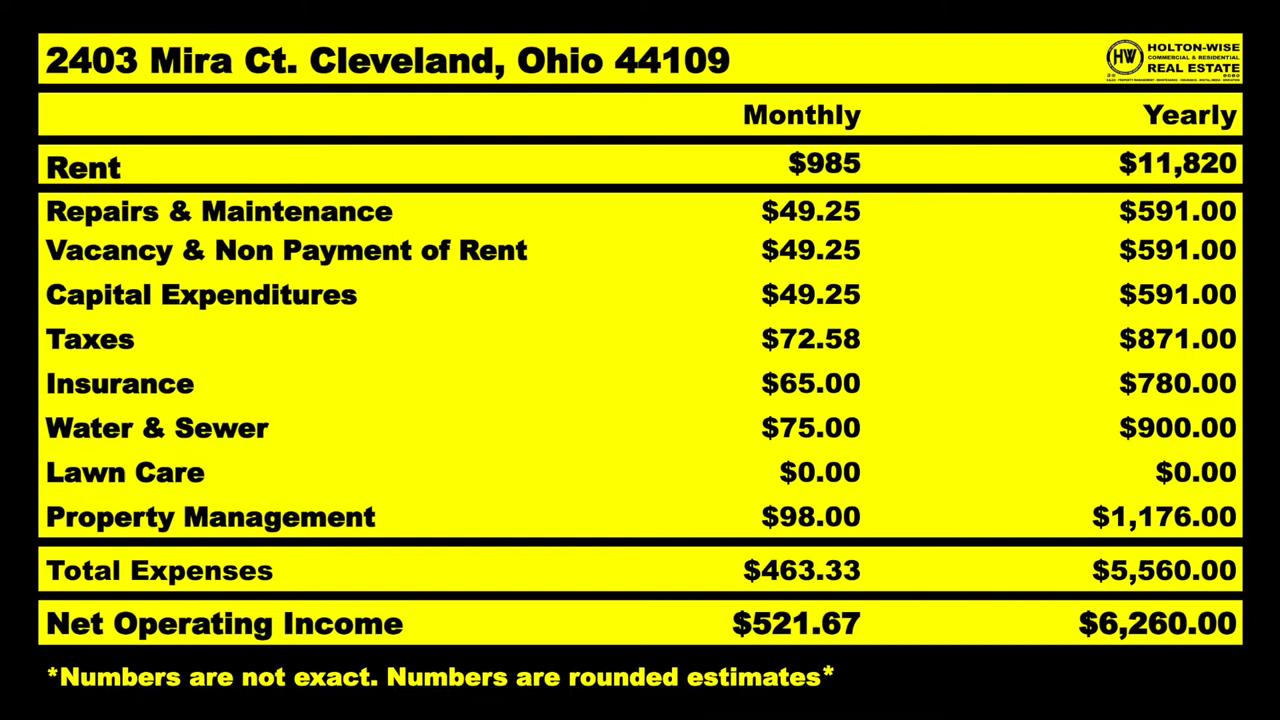 2403 Mira Ct. Cleveland, Ohio 44109
HW
HOLTON-WISE
COMMERCIAL & RESIDENTIAL
REAL ESTATE
Monthly Yearly
Rent $985 $11,820
Repairs & Maintenance $49.25 $591.00
Vacancy & Non Payment of Rent $49.25 $591.00
Capital Expenditures $49.25 $591.00
Taxes $72.58 $871.00
Insurance $65.00 $780.00
Water & Sewer $75.00 $900.00
Lawn Care $0.00 $0.00
Property Management $98.00 $1,176.00
Total Expenses $463.33 $5,560.00
Net Operating Income $521.67 $6,260.00
*Numbers are not exact. Numbers are rounded estimates*